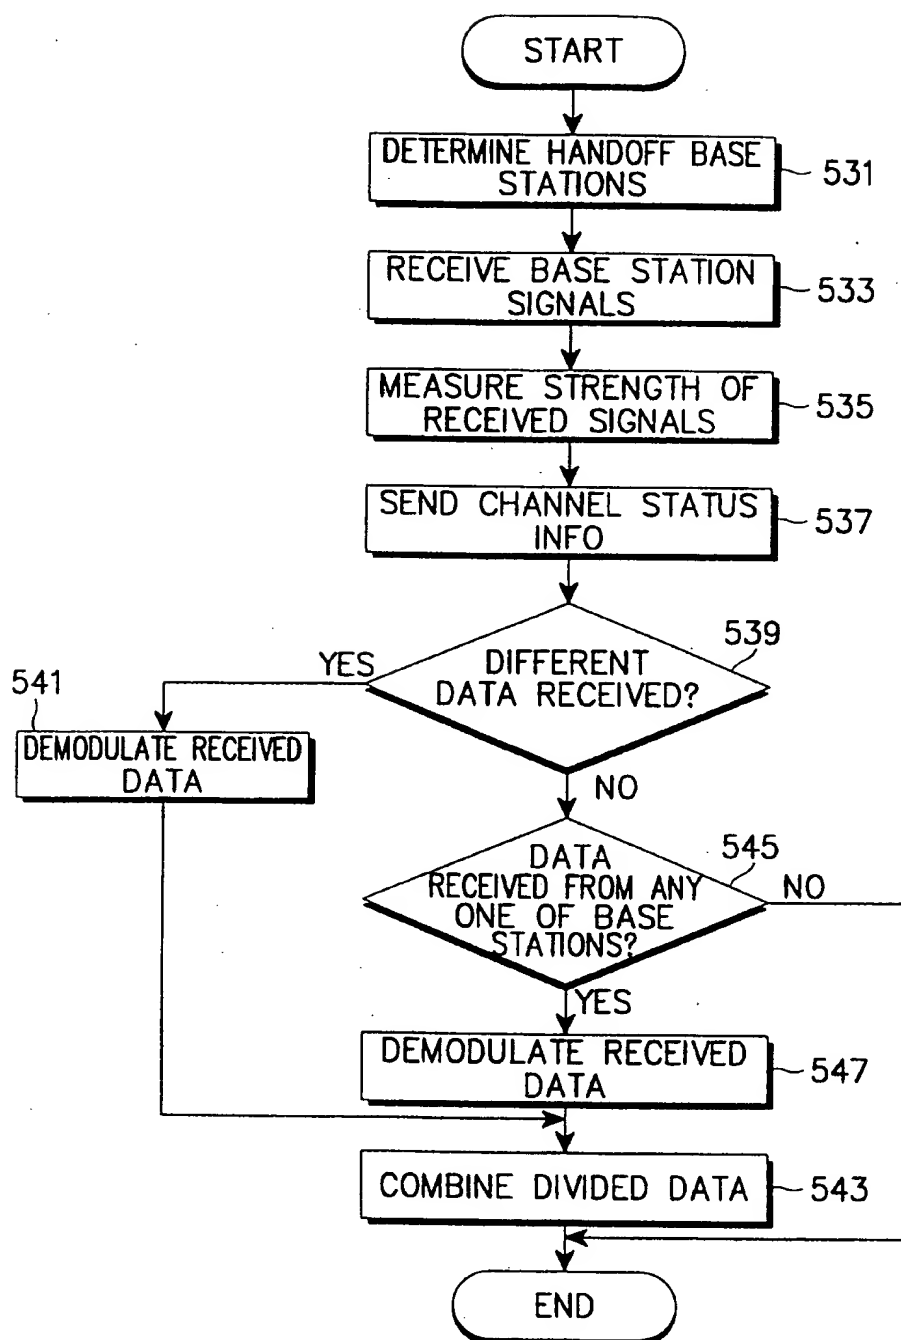 START
DETERMINE HANDOFF BASE
STATIONS
531
RECEIVE BASE STATION
SIGNALS
533
MEASURE STRENGTH OF
RECEIVED SIGNALS
535
SEND CHANNEL STATUS
INFO
537
539
DIFFERENT
DATA RECEIVED?
YES
541
DEMODULATE RECEIVED
DATA
NO
545
DATA
RECEIVED FROM ANY
ONE OF BASE
STATIONS?
NO
YES
DEMODULATE RECEIVED
DATA
547
COMBINE DIVIDED DATA
543
END